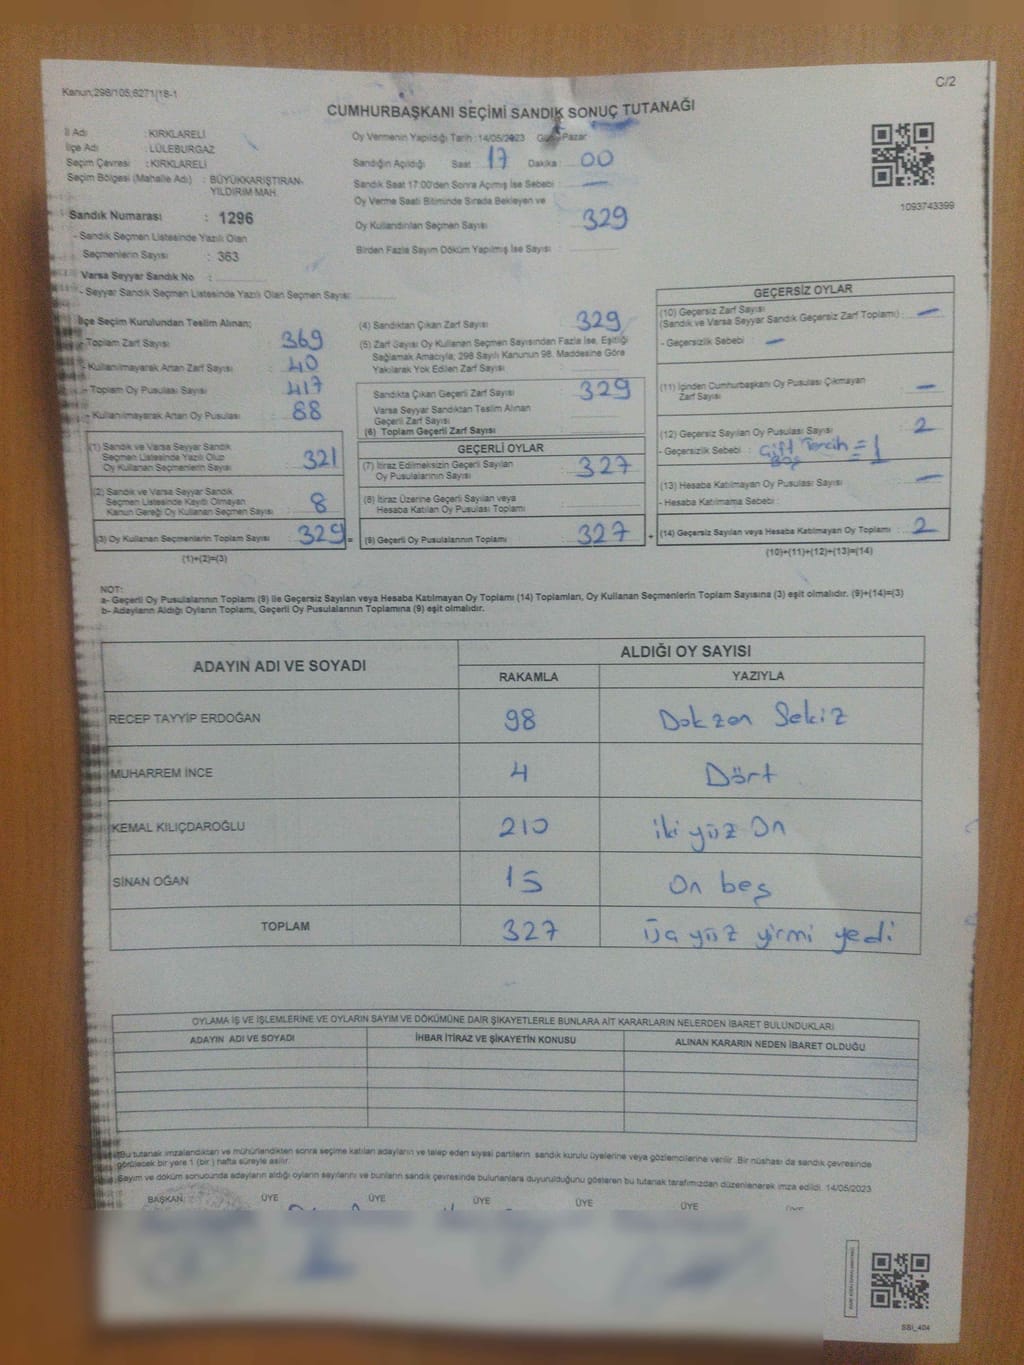 Kanun,298/105,6271/18-1
C/2
CUMHURBAŞKANI SEÇİMİ SANDIK SONUÇ TUTANAĞI
İl Adı : KIRKLARELİ
İlçe Adı : LÜLEBURGAZ
Seçim Çevresi : KIRKLARELİ
Seçim Bölgesi (Mahalle Adı) : BÜYÜKKARIŞTIRAN-
YILDIRIM MAH.
Sandık Numarası : 1296
- Sandık Seçmen Listesinde Yazılı Olan
Seçmenlerin Sayısı : 363
Varsa Seyyar Sandık No :
- Seyyar Sandık Seçmen Listesinde Yazılı Olan Seçmen Sayısı:
Oy Vermenin Yapıldığı Tarih :14/05/2023 Günü Pazar
Sandığın Açıldığı Saat : 17 Dakika : 00
Sandık Saat 17:00'den Sonra Açımış İse Sebebi : —
Oy Verme Saati Bitiminde Sırada Bekleyen ve
Oy Kullandırılan Seçmen Sayısı : 329
Birden Fazla Sayım Döküm Yapılmış İse Sayısı :
1093743399
İlçe Seçim Kurulundan Teslim Alınan;
- Toplam Zarf Sayısı : 369
- Kullanılmayarak Artan Zarf Sayısı : 40
- Toplam Oy Pusulası Sayısı : 417
- Kullanılmayarak Artan Oy Pusulası : 88
(1) Sandık ve Varsa Seyyar Sandık
Seçmen Listesinde Yazılı Olup
Oy Kullanan Seçmenlerin Sayısı : 321
(2) Sandık ve Varsa Seyyar Sandık
Seçmen Listesinde Kayıtlı Olmayan
Kanun Gereği Oy Kullanan Seçmen Sayısı : 8
(3) Oy Kullanan Seçmenlerin Toplam Sayısı : 329 =
(1)+(2)=(3)
(4) Sandıktan Çıkan Zarf Sayısı : 329
(5) Zarf Sayısı Oy Kullanan Seçmen Sayısından Fazla İse, Eşitliği
Sağlamak Amacıyla; 298 Sayılı Kanunun 98. Maddesine Göre
Yakılarak Yok Edilen Zarf Sayısı :
Sandıkta Çıkan Geçerli Zarf Sayısı : 329
Varsa Seyyar Sandıktan Teslim Alınan
Geçerli Zarf Sayısı :
(6) Toplam Geçerli Zarf Sayısı :
GEÇERLİ OYLAR
(7) İtiraz Edilmeksizin Geçerli Sayılan
Oy Pusulalarının Sayısı : 327
(8) İtiraz Üzerine Geçerli Sayılan veya
Hesaba Katılan Oy Pusulası Toplamı :
(9) Geçerli Oy Pusulalarının Toplamı : 327 +
GEÇERSİZ OYLAR
(10) Geçersiz Zarf Sayısı
(Sandık ve Varsa Seyyar Sandık Geçersiz Zarf Toplamı) : —
- Geçersizlik Sebebi : —
(11) İçinden Cumhurbaşkanı Oy Pusulası Çıkmayan
Zarf Sayısı : —
(12) Geçersiz Sayılan Oy Pusulası Sayısı : 2
- Geçersizlik Sebebi : Çift Tercih = 1
Boş
(13) Hesaba Katılmayan Oy Pusulası Sayısı : —
- Hesaba Katılmama Sebebi :
(14) Geçersiz Sayılan veya Hesaba Katılmayan Oy Toplamı : 2
(10)+(11)+(12)+(13)=(14)
NOT:
a- Geçerli Oy Pusulalarının Toplamı (9) ile Geçersiz Sayılan veya Hesaba Katılmayan Oy Toplamı (14) Toplamları, Oy Kullanan Seçmenlerin Toplam Sayısına (3) eşit olmalıdır. (9)+(14)=(3)
b- Adayların Aldığı Oyların Toplamı, Geçerli Oy Pusulalarının Toplamına (9) eşit olmalıdır.
ADAYIN ADI VE SOYADI
ALDIĞI OY SAYISI
RAKAMLA YAZIYLA
RECEP TAYYİP ERDOĞAN 98 Dokzan Sekiz
MUHARREM İNCE 4 Dört
KEMAL KILIÇDAROĞLU 210 iki yüz On
SİNAN OĞAN 15 On beş
TOPLAM 327 Üç yüz yirmi yedi
OYLAMA İŞ VE İŞLEMLERİNE VE OYLARIN SAYIM VE DÖKÜMÜNE DAİR ŞİKAYETLERLE BUNLARA AİT KARARLARIN NELERDEN İBARET BULUNDUKLARI
ADAYIN ADI VE SOYADI İHBAR İTİRAZ VE ŞİKAYETİN KONUSU ALINAN KARARIN NEDEN İBARET OLDUĞU
Bu tutanak imzalandıktan ve mühürlendikten sonra seçime katılan adayların ve talep eden siyasi partilerin sandık kurulu üyelerine veya gözlemcilerine verilir. Bir nüshası da sandık çevresinde
görülecek bir yere 1 (bir) hafta süreyle asılır.
Sayım ve döküm sonucunda adayların aldığı oyların sayılarını ve bunların sandık çevresinde bulunanlara duyurulduğunu gösteren bu tutanak tarafımızdan düzenlenerek imza edildi. 14/05/2023
BAŞKAN ÜYE ÜYE ÜYE ÜYE ÜYE ÜYE
SSI_404